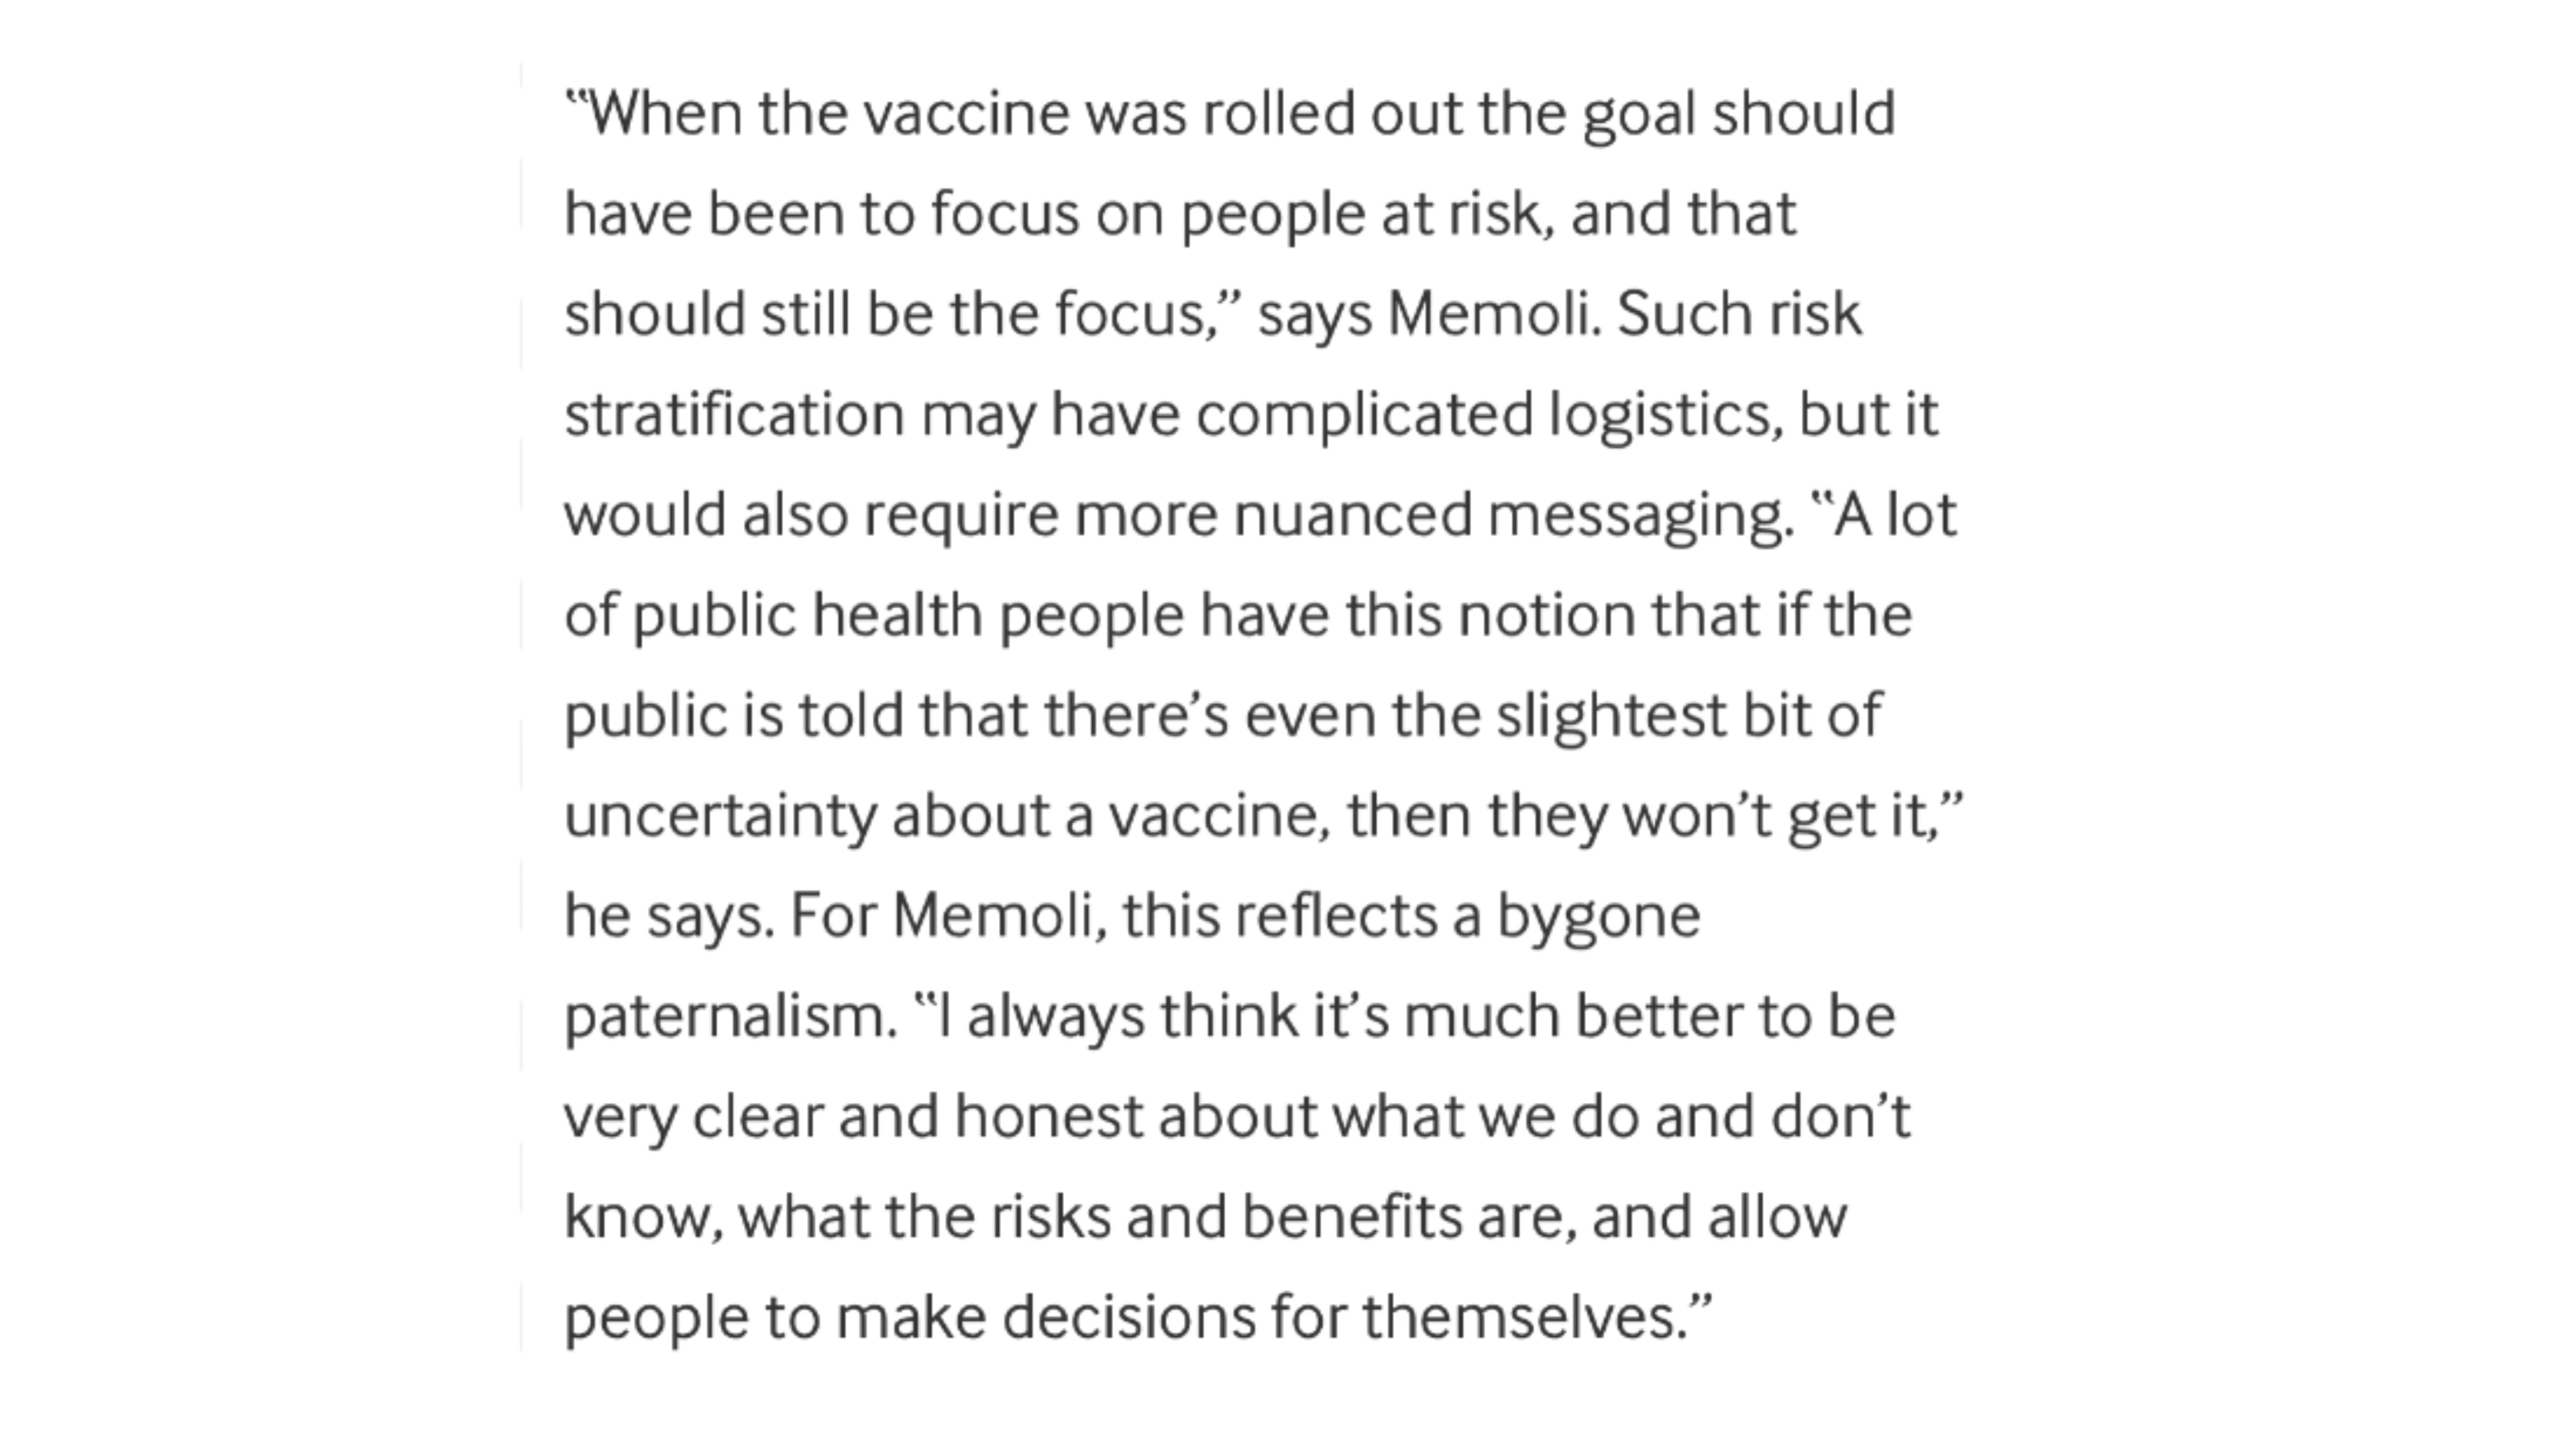 “When the vaccine was rolled out the goal should
have been to focus on people at risk, and that
should still be the focus,” says Memoli. Such risk
stratification may have complicated logistics, but it
would also require more nuanced messaging. “A lot
of public health people have this notion that if the
public is told that there’s even the slightest bit of
uncertainty about a vaccine, then they won’t get it,”
he says. For Memoli, this reflects a bygone
paternalism. “I always think it’s much better to be
very clear and honest about what we do and don’t
know, what the risks and benefits are, and allow
people to make decisions for themselves.”